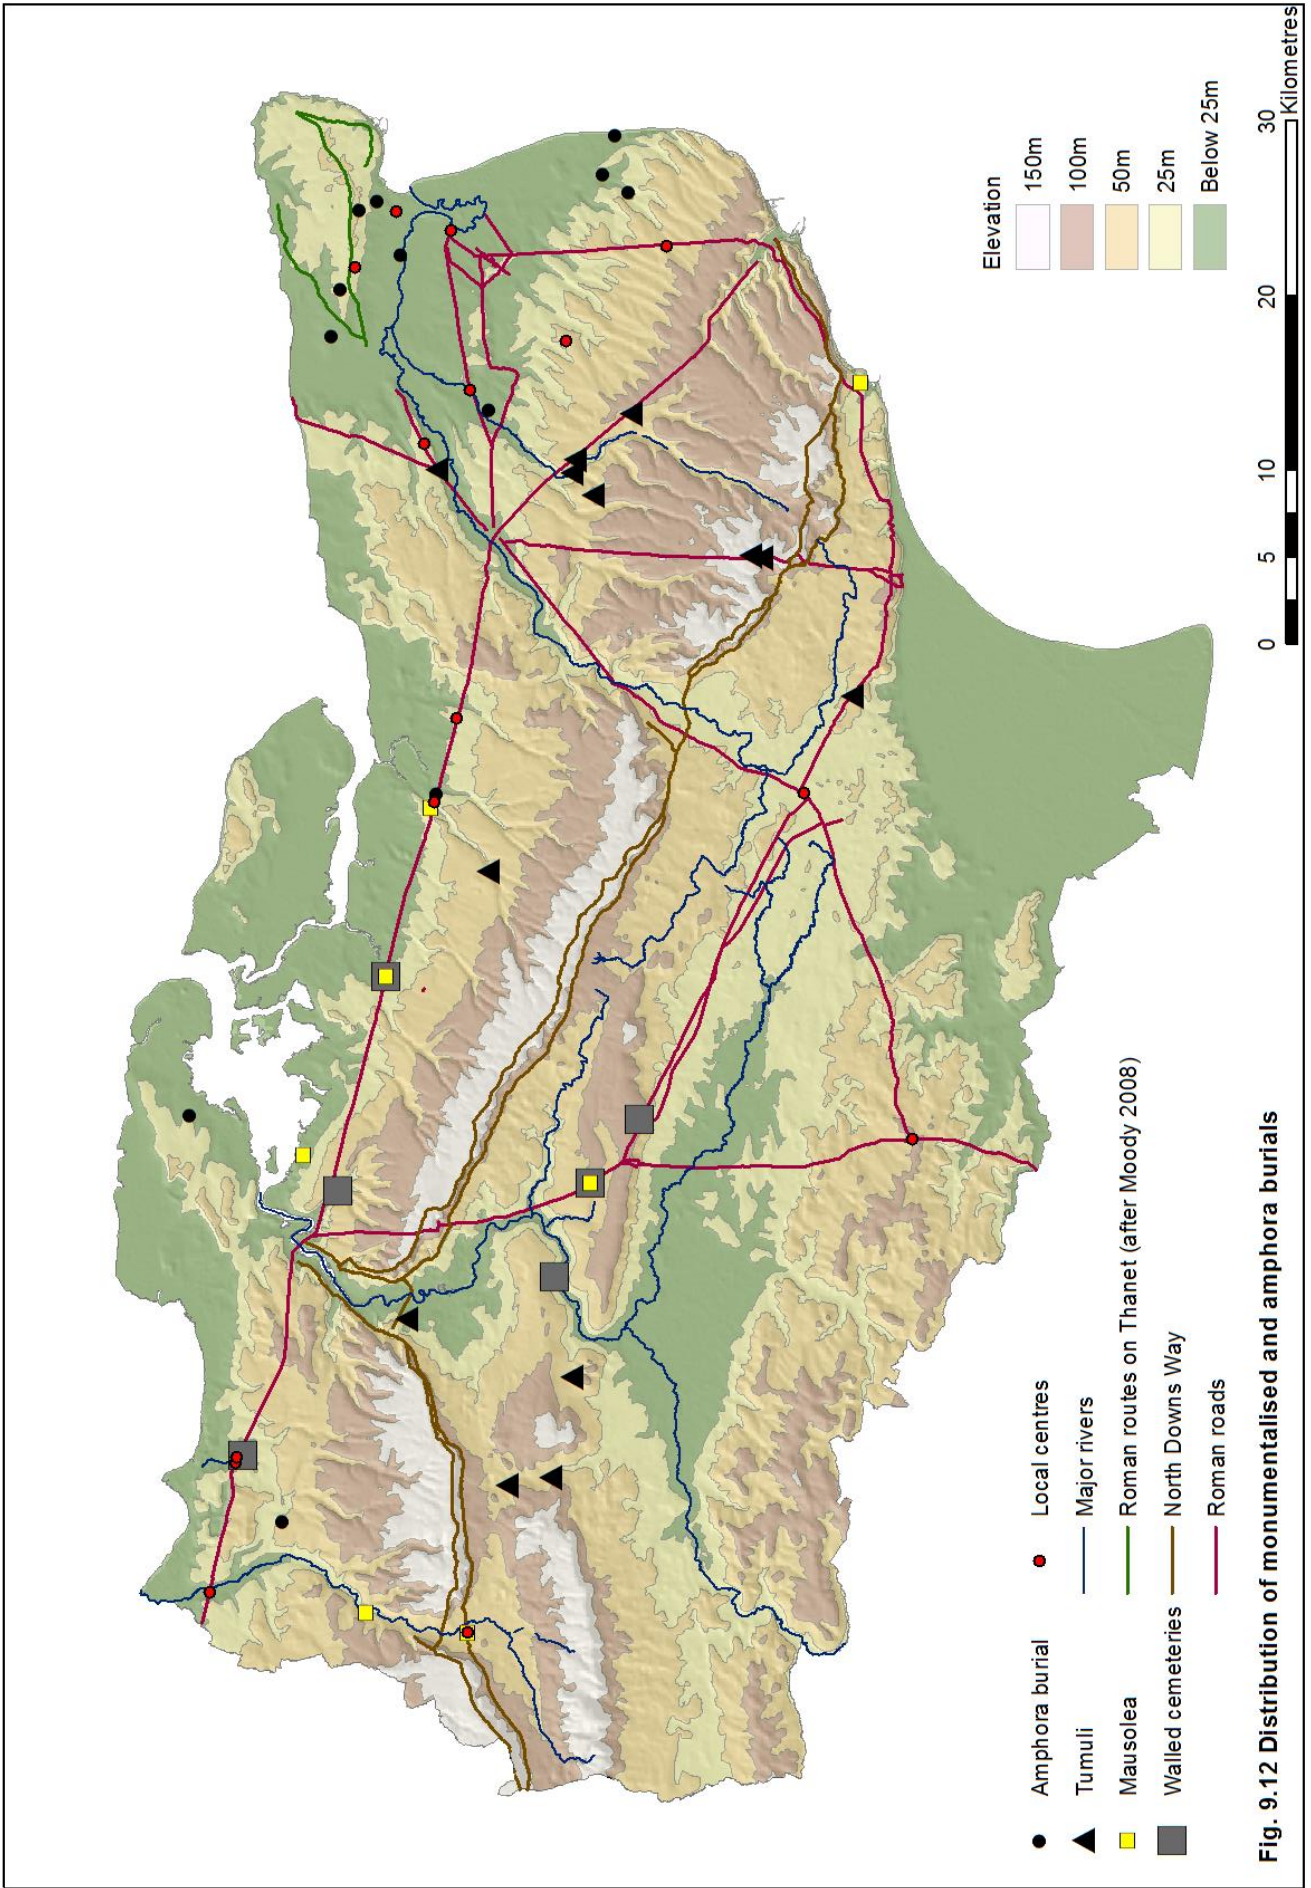 Elevation
150m
100m
50m
25m
Below 25m
0 5 10 20 30
Kilometres
Amphora burial
Tumuli
Mausolea
Walled cemeteries
Local centres
Major rivers
Roman routes on Thanet (after Moody 2008)
North Downs Way
Roman roads
Fig. 9.12 Distribution of monumentalised and amphora burials